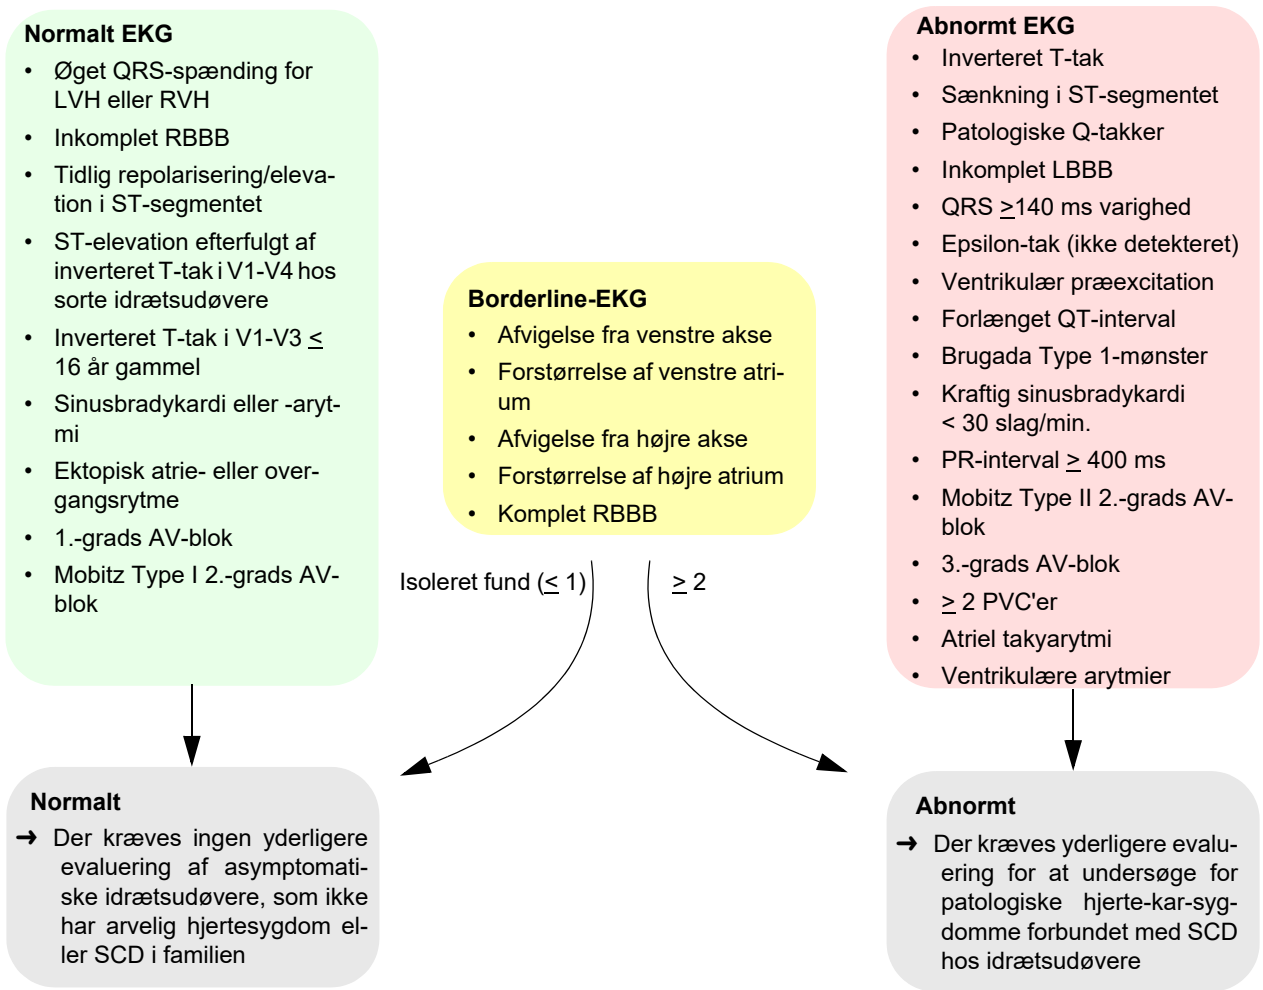 Normalt EKG
• Øget QRS-spænding for
LVH eller RVH
• Inkomplet RBBB
• Tidlig repolarisering/eleva-
tion i ST-segmentet
• ST-elevation efterfulgt af
inverteret T-tak i V1-V4 hos
sorte idrætsudøvere
• Inverteret T-tak i V1-V3 ≤
16 år gammel
• Sinusbradykardi eller -aryt-
mi
• Ektopisk atrie- eller over-
gangsrytme
• 1.-grads AV-blok
• Mobitz Type I 2.-grads AV-
blok
Borderline-EKG
• Afvigelse fra venstre akse
• Forstørrelse af venstre atri-
um
• Afvigelse fra højre akse
• Forstørrelse af højre atrium
• Komplet RBBB
Abnormt EKG
• Inverteret T-tak
• Sænkning i ST-segmentet
• Patologiske Q-takker
• Inkomplet LBBB
• QRS ≥140 ms varighed
• Epsilon-tak (ikke detekteret)
• Ventrikulær præexcitation
• Forlænget QT-interval
• Brugada Type 1-mønster
• Kraftig sinusbradykardi
< 30 slag/min.
• PR-interval ≥ 400 ms
• Mobitz Type II 2.-grads AV-
blok
• 3.-grads AV-blok
• ≥ 2 PVC'er
• Atriel takyarytmi
• Ventrikulære arytmier
Isoleret fund (≤ 1)
≥ 2
Normalt
➜ Der kræves ingen yderligere
evaluering af asymptomati-
ske idrætsudøvere, som ikke
har arvelig hjertesygdom el-
ler SCD i familien
Abnormt
➜ Der kræves yderligere evalu-
ering for at undersøge for
patologiske hjerte-kar-syg-
domme forbundet med SCD
hos idrætsudøvere